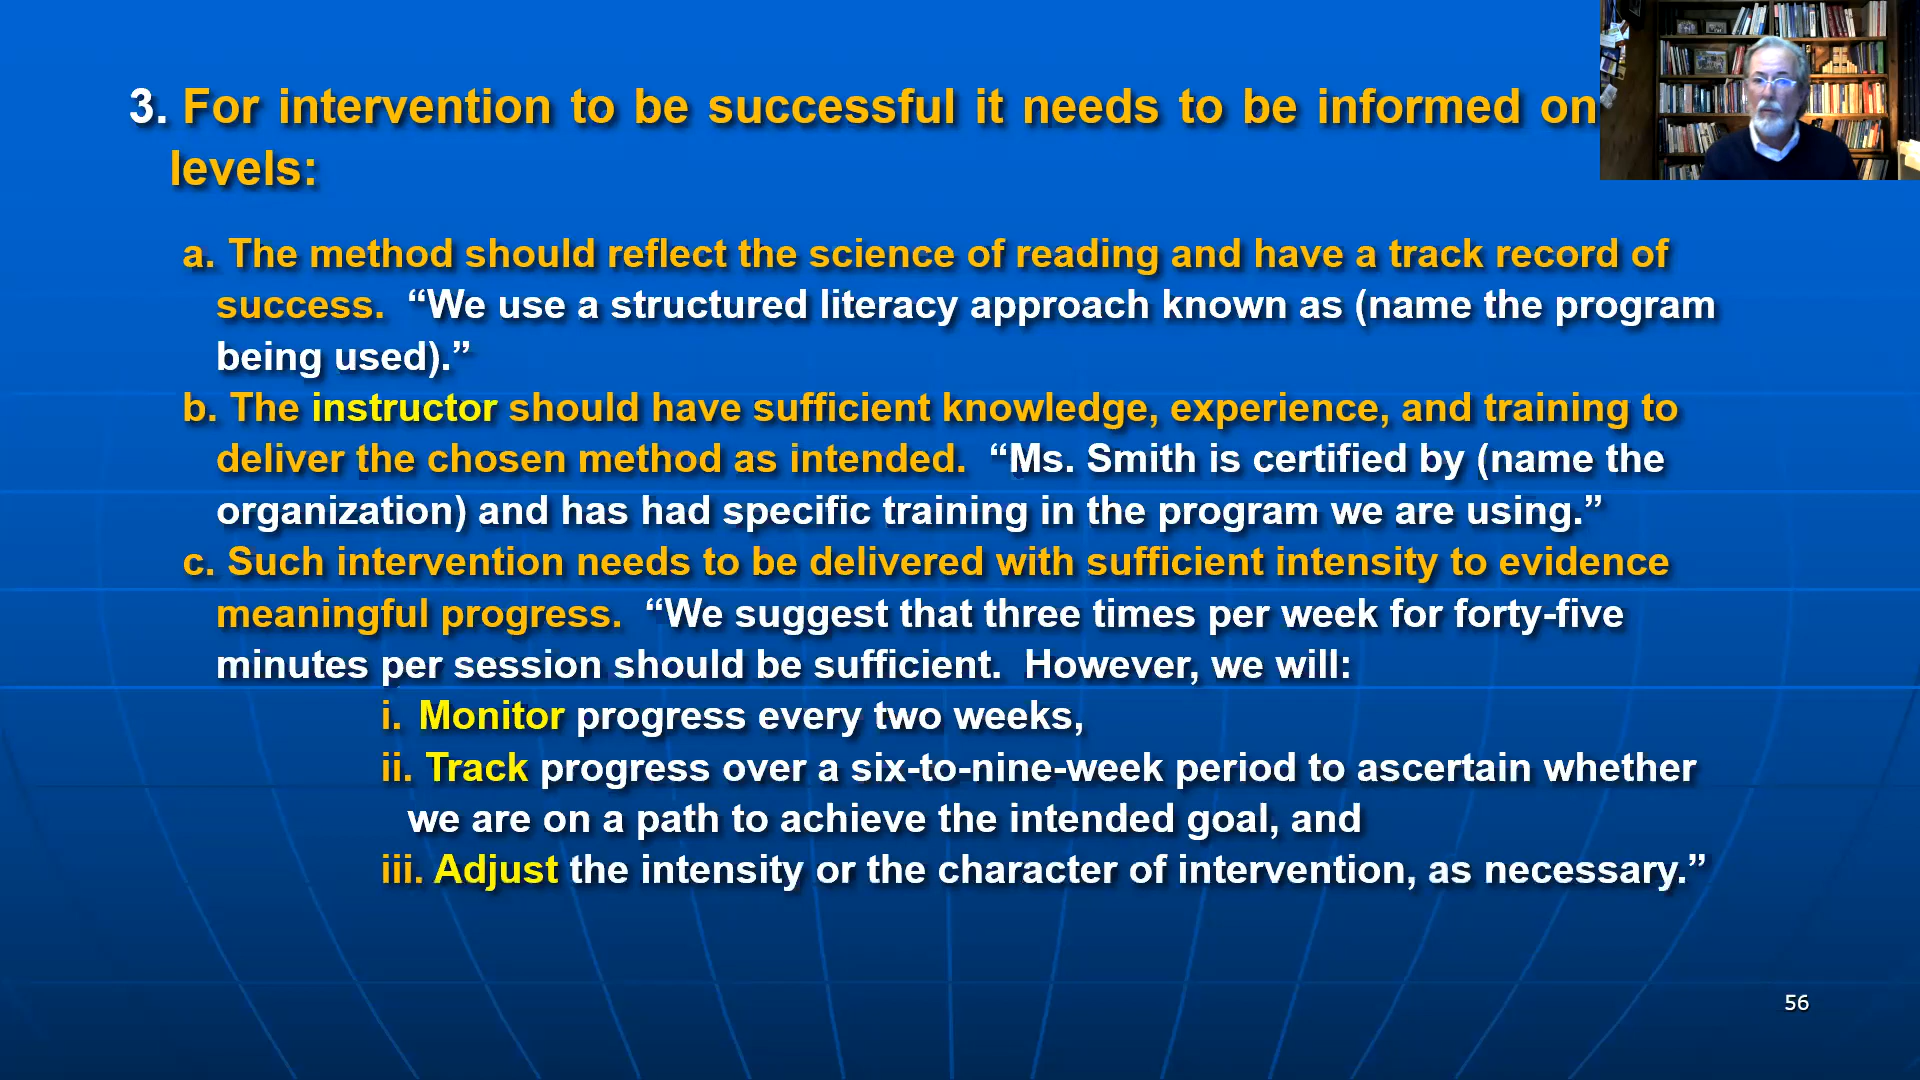 3. For intervention to be successful it needs to be informed on
levels:
a. The method should reflect the science of reading and have a track record of
success. “We use a structured literacy approach known as (name the program
being used).”
b. The instructor should have sufficient knowledge, experience, and training to
deliver the chosen method as intended. “Ms. Smith is certified by (name the
organization) and has had specific training in the program we are using.”
c. Such intervention needs to be delivered with sufficient intensity to evidence
meaningful progress. “We suggest that three times per week for forty-five
minutes per session should be sufficient. However, we will:
i. Monitor progress every two weeks,
ii. Track progress over a six-to-nine-week period to ascertain whether
we are on a path to achieve the intended goal, and
iii. Adjust the intensity or the character of intervention, as necessary.”
56